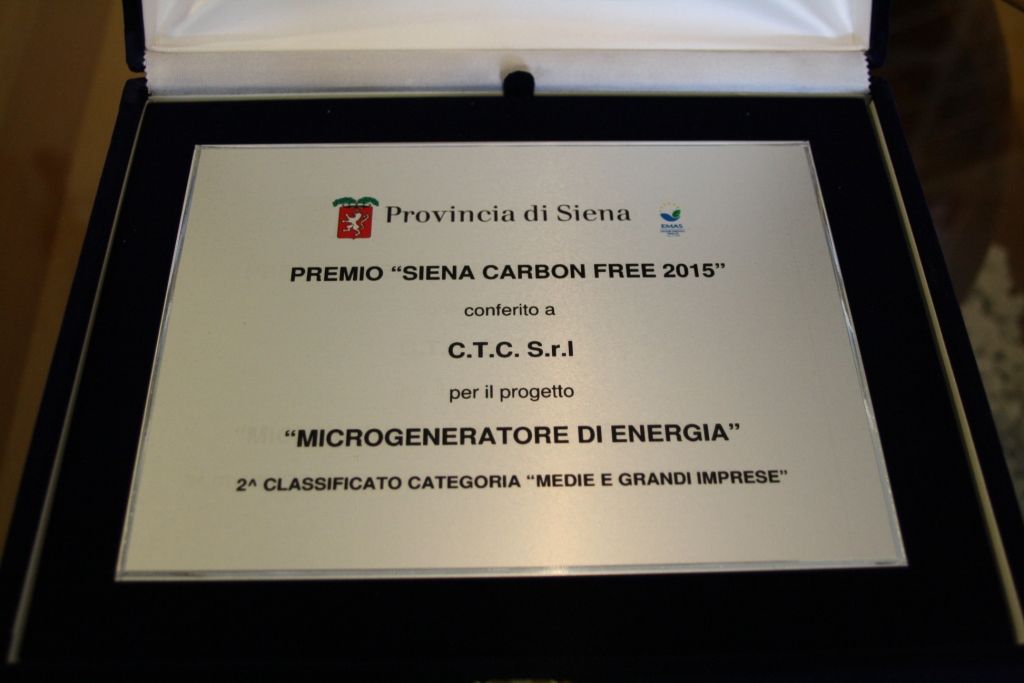 Provincia di Siena
EMAS
PREMIO “SIENA CARBON FREE 2015”
conferito a
C.T.C. S.r.l
per il progetto
“MICROGENERATORE DI ENERGIA”
2^ CLASSIFICATO CATEGORIA “MEDIE E GRANDI IMPRESE”